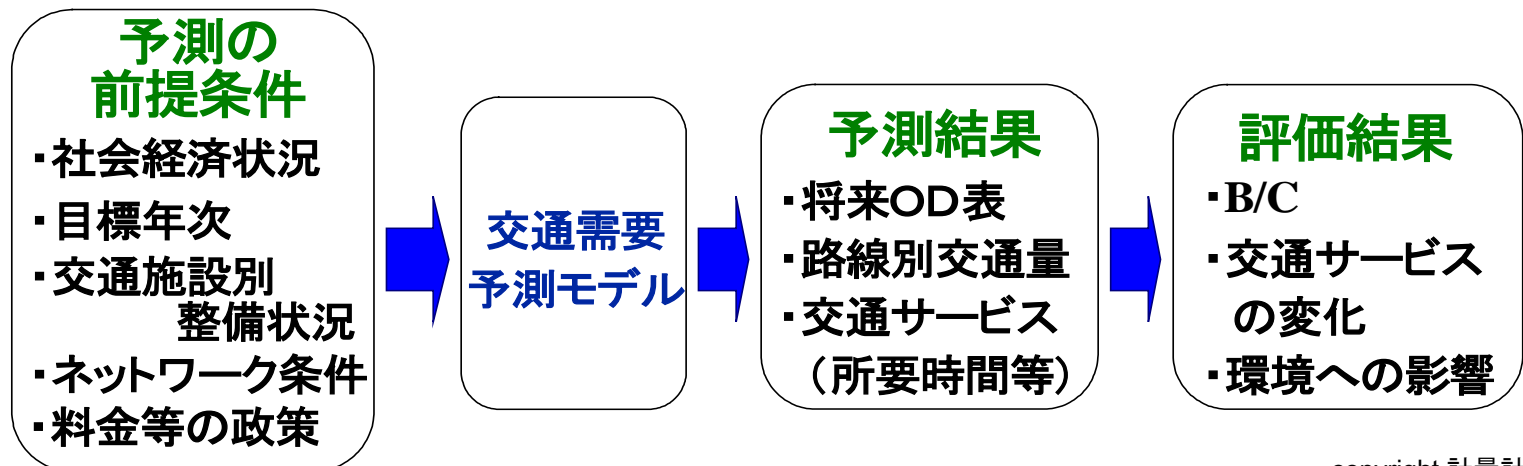 予測の
前提条件
・社会経済状況
・目標年次
・交通施設別
整備状況
・ネットワーク条件
・料金等の政策
交通需要
予測モデル
予測結果
・将来OD表
・路線別交通量
・交通サービス
（所要時間等）
評価結果
・B/C
・交通サービス
の変化
・環境への影響
copyright 計量計